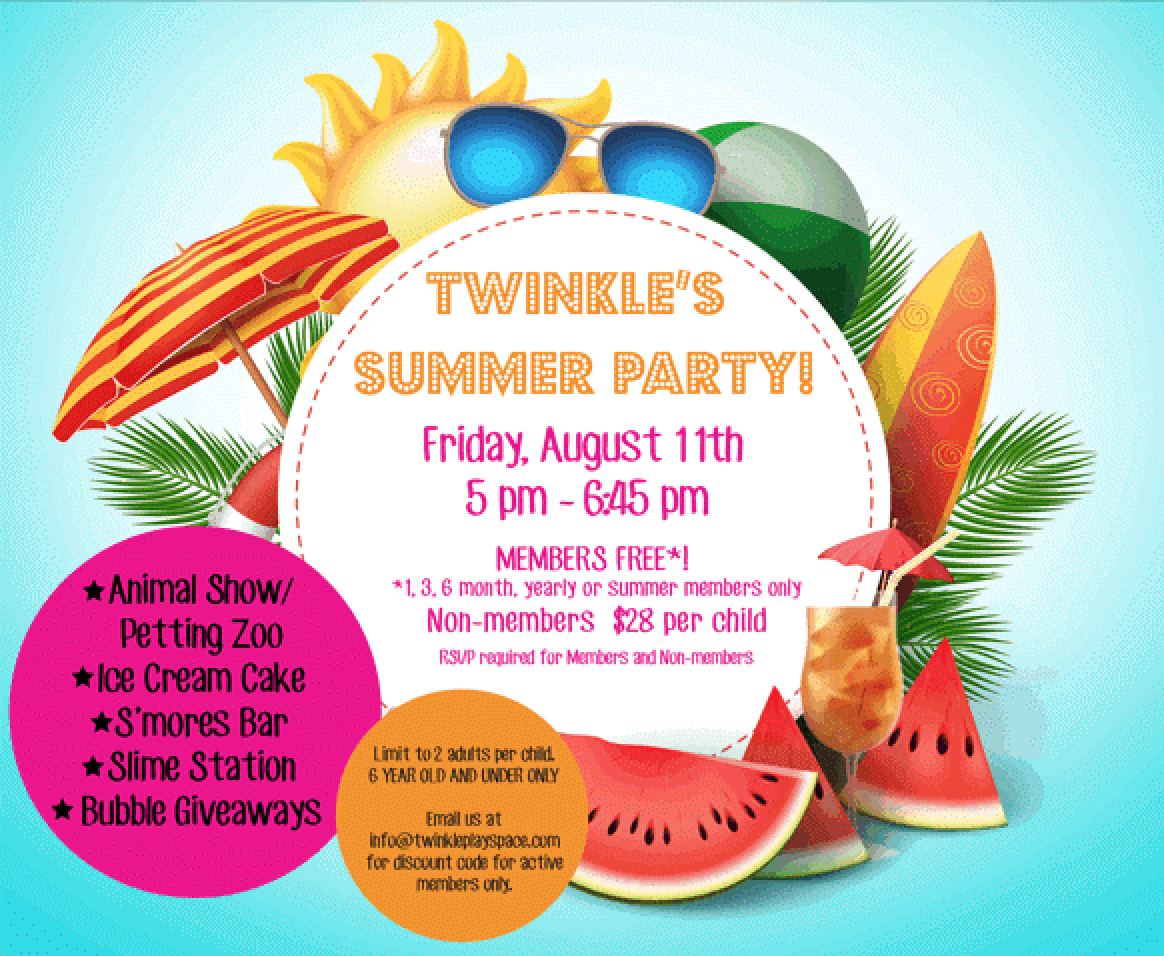 TWINKLE'S
SUMMER PARTY!
Friday, August 11th
5 pm - 6:45 pm
MEMBERS FREE*!
*1, 3, 6 month, yearly or summer members only
Non-members $28 per child
RSVP required for Members and Non-members
★Animal Show/
Petting Zoo
★Ice Cream Cake
★S'mores Bar
★Slime Station
★Bubble Giveaways
Limit to 2 adults per child.
6 YEAR OLD AND UNDER ONLY
Email us at
info@twinkleplayspace.com
for discount code for active
members only.